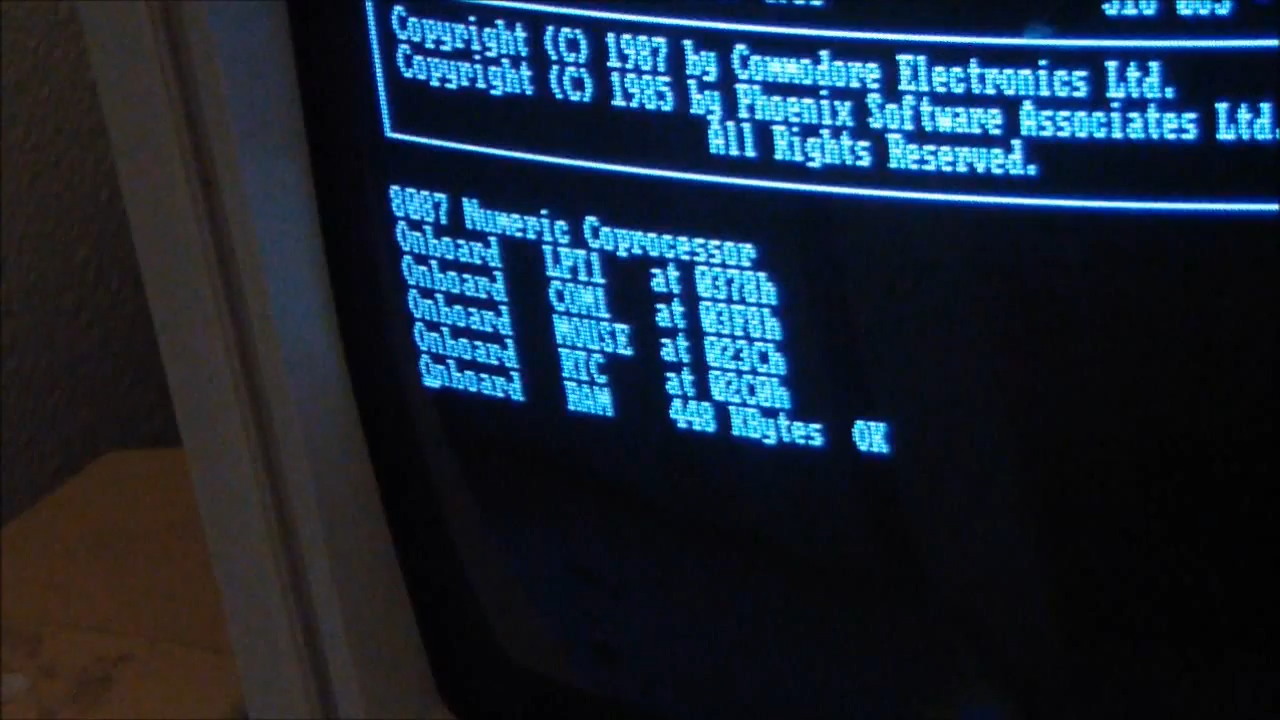 Copyright (C) 1987 by Commodore Electronics Ltd.
Copyright (C) 1985 by Phoenix Software Associates Ltd.
All Rights Reserved.
8087 Numeric Coprocessor
Onboard LPT1 at 0378h
Onboard COM1 at 03F8h
Onboard MOUSE at 023Ch
Onboard RTC at 02C0h
Onboard RAM 448 KBytes OK